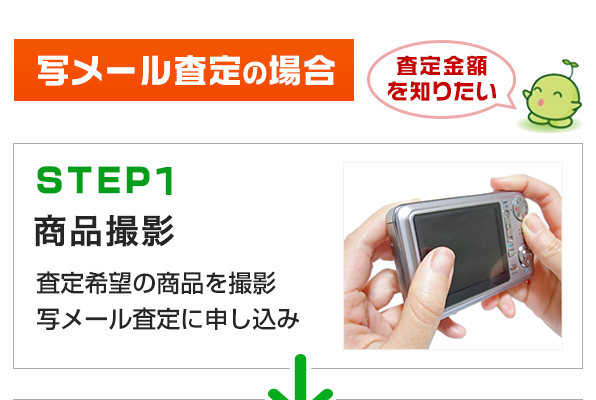 写メール査定の場合
査定金額
を知りたい
STEP1
商品撮影
査定希望の商品を撮影
写メール査定に申し込み